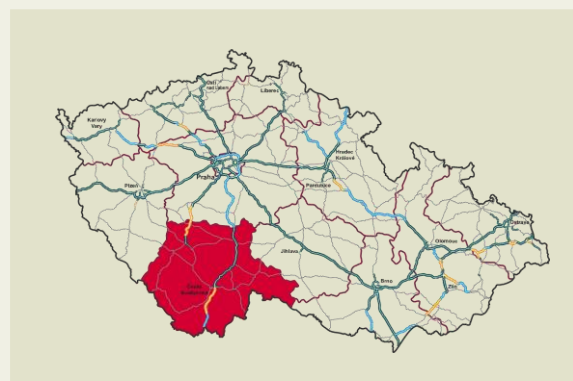 Ústí
nad Labem
Liberec
Karlovy
Vary
Hradec
Králové
Praha
Plzeň
Pardubice
Ostrava
Olomouc
Jihlava
Brno
Zlín
České
Budějovice